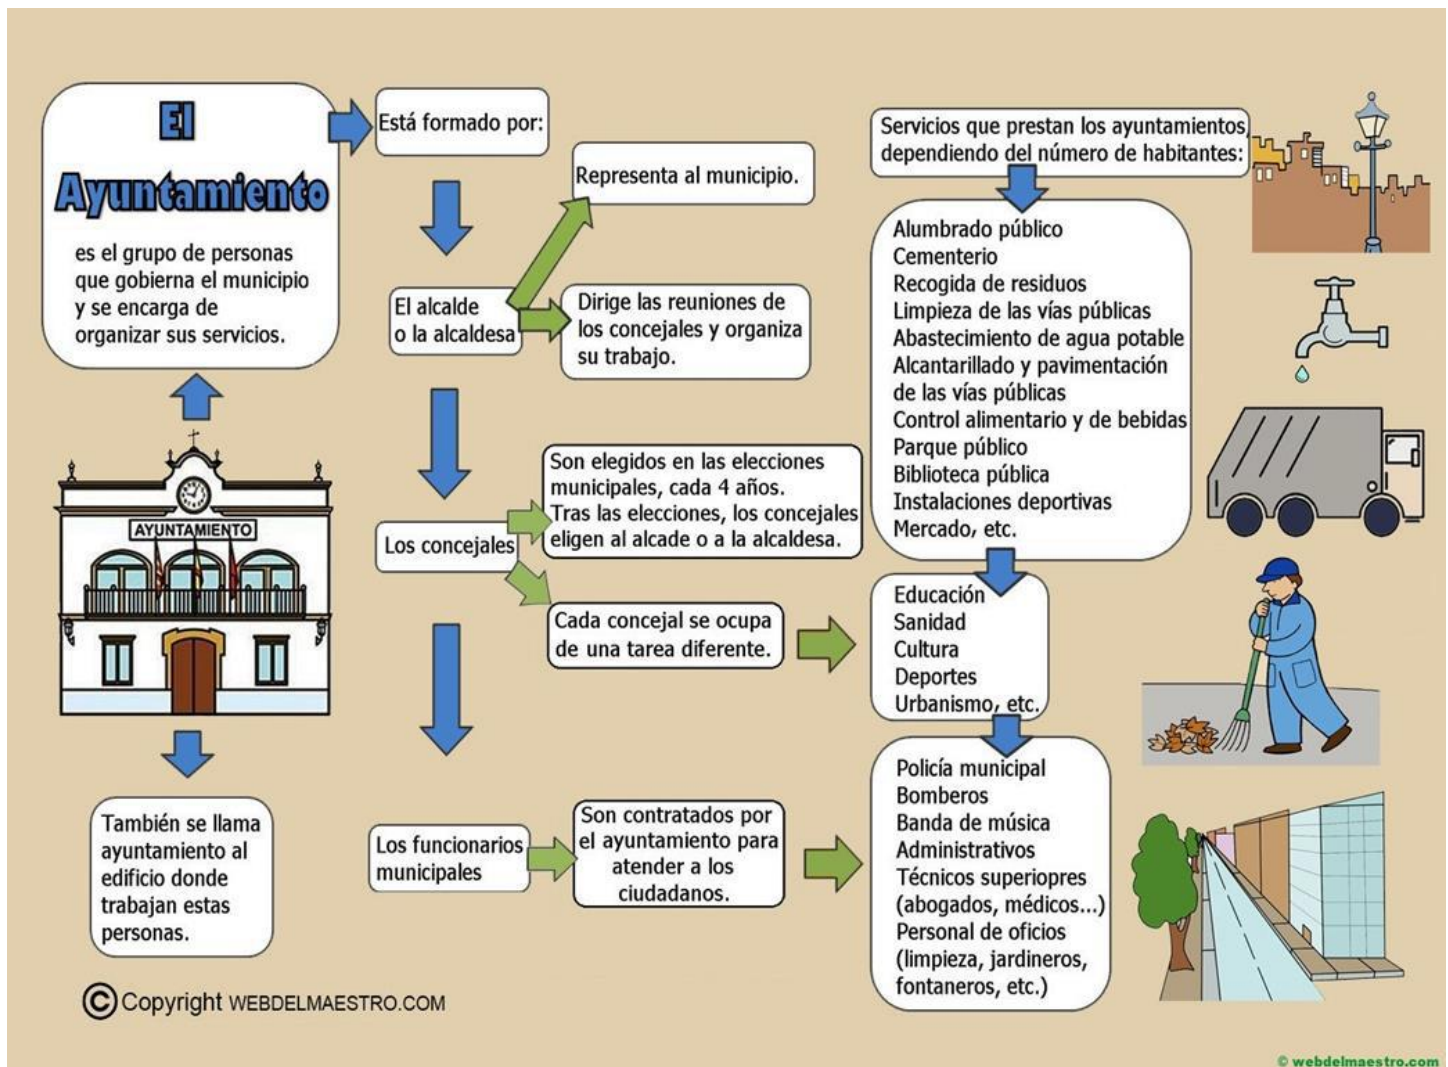 El
Ayuntamiento
es el grupo de personas
que gobierna el municipio
y se encarga de
organizar sus servicios.
AYUNTAMIENTO
También se llama
ayuntamiento al
edificio donde
trabajan estas
personas.
Está formado por:
El alcalde
o la alcaldesa
Representa al municipio.
Dirige las reuniones de
los concejales y organiza
su trabajo.
Los concejales
Son elegidos en las elecciones
municipales, cada 4 años.
Tras las elecciones, los concejales
eligen al alcade o a la alcaldesa.
Cada concejal se ocupa
de una tarea diferente.
Los funcionarios
municipales
Son contratados por
el ayuntamiento para
atender a los
ciudadanos.
Servicios que prestan los ayuntamientos,
dependiendo del número de habitantes:
Alumbrado público
Cementerio
Recogida de residuos
Limpieza de las vías públicas
Abastecimiento de agua potable
Alcantarillado y pavimentación
de las vías públicas
Control alimentario y de bebidas
Parque público
Biblioteca pública
Instalaciones deportivas
Mercado, etc.
Educación
Sanidad
Cultura
Deportes
Urbanismo, etc.
Policía municipal
Bomberos
Banda de música
Administrativos
Técnicos superiopres
(abogados, médicos...)
Personal de oficios
(limpieza, jardineros,
fontaneros, etc.)
© Copyright WEBDELMAESTRO.COM
© webdelmaestro.com